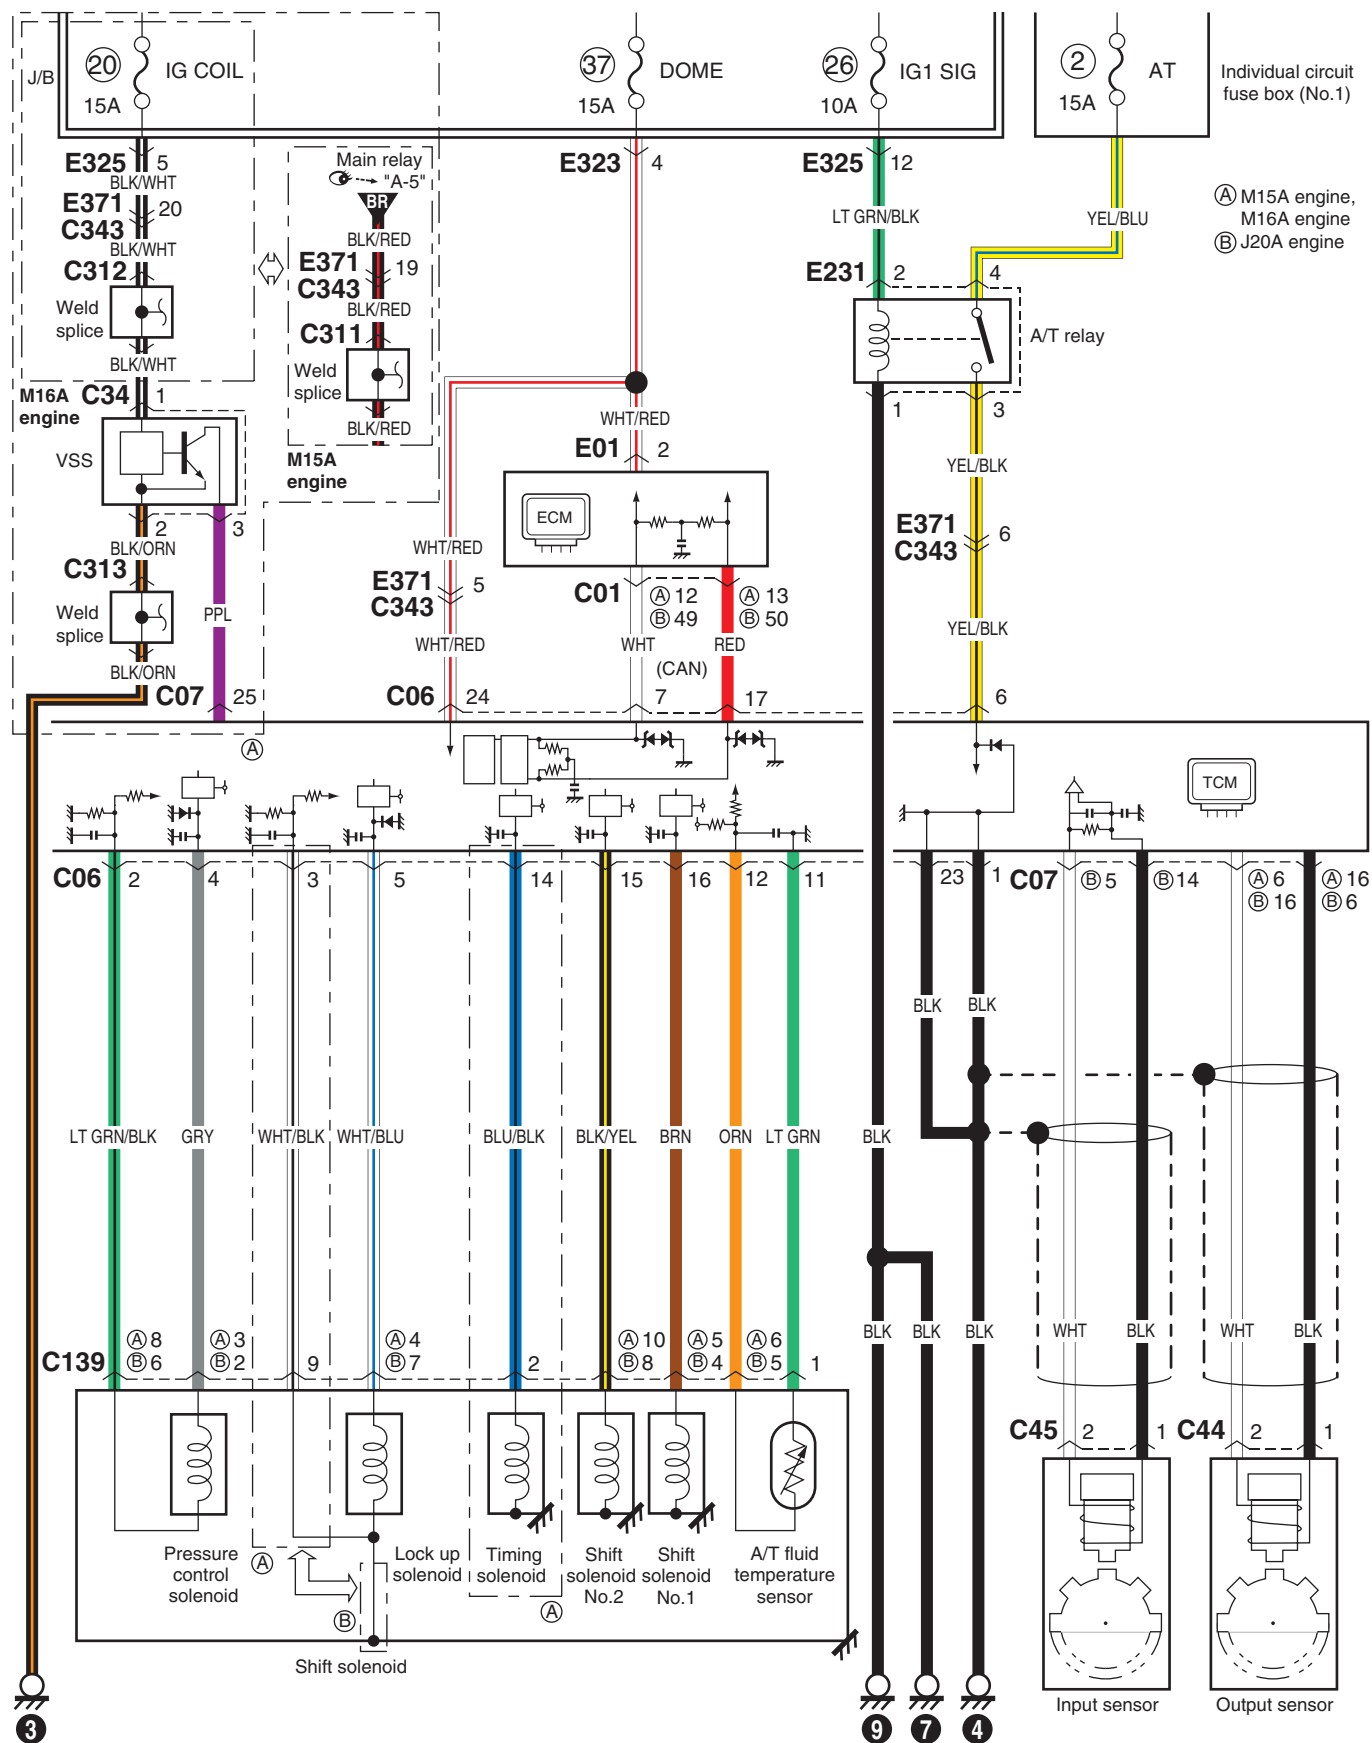 J/B
20
IG COIL
15A
37
DOME
15A
26
IG1 SIG
10A
2
AT
15A
Individual circuit
fuse box (No.1)
E325
5
BLK/WHT
E371
20
C343
BLK/WHT
C312
Weld
splice
BLK/WHT
Main relay
"A-5"
BR
BLK/RED
E371
19
C343
BLK/RED
C311
Weld
splice
BLK/RED
M15A
engine
E323
4
E325
12
LT GRN/BLK
YEL/BLU
A M15A engine,
M16A engine
B J20A engine
E231
2
4
A/T relay
1
3
M16A
engine
C34
1
VSS
2
3
BLK/ORN
C313
Weld
splice
PPL
BLK/ORN
C07
25
A
WHT/RED
E01
2
ECM
WHT/RED
E371
5
C343
WHT/RED
C01
A 12
B 49
A 13
B 50
WHT
RED
(CAN)
YEL/BLK
E371
6
C343
YEL/BLK
C06
24
7
17
6
TCM
C06
2
4
3
5
14
15
16
12
11
23
1
C07
B 5
B 14
A 6
B 16
A 16
B 6
BLK
BLK
LT GRN/BLK
GRY
WHT/BLK
WHT/BLU
BLU/BLK
BLK/YEL
BRN
ORN
LT GRN
BLK
BLK
BLK
BLK
WHT
BLK
WHT
BLK
C139
A 8
B 6
A 3
B 2
9
A 4
B 7
2
A 10
B 8
A 5
B 4
A 6
B 5
1
C45
2
1
C44
2
1
Pressure
control
solenoid
A
Lock up
solenoid
Timing
solenoid
A
Shift
solenoid
No.2
Shift
solenoid
No.1
A/T fluid
temperature
sensor
B
Shift solenoid
Input sensor
Output sensor
3
9
7
4